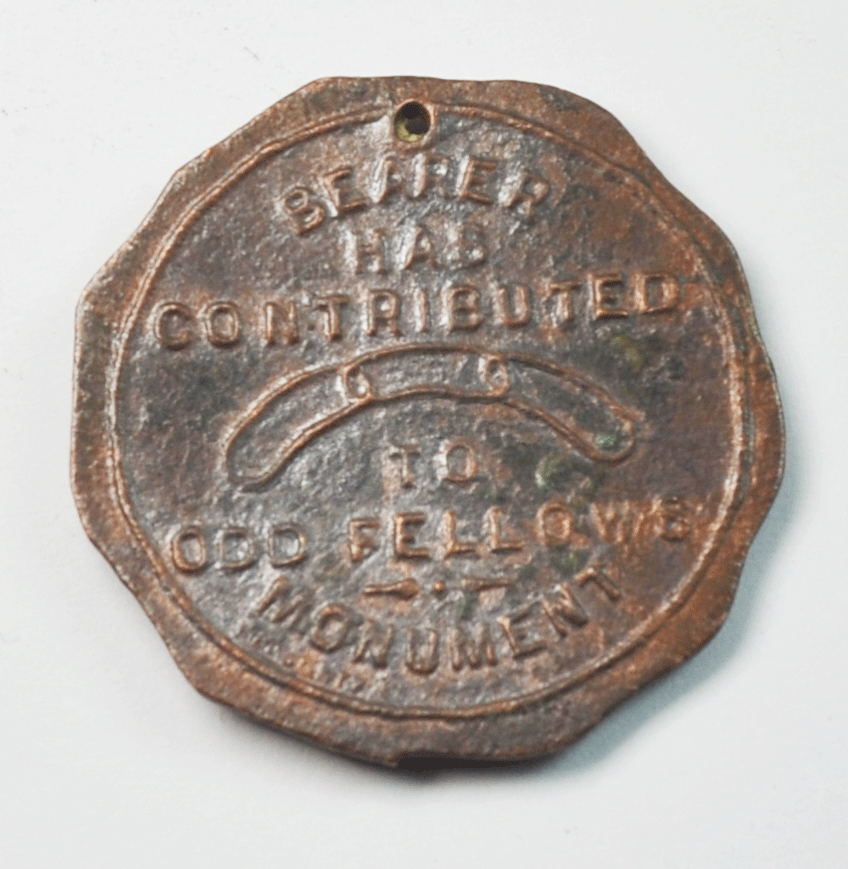 BEARER
HAS
CONTRIBUTED
TO
ODD FELLOWS
MONUMENT